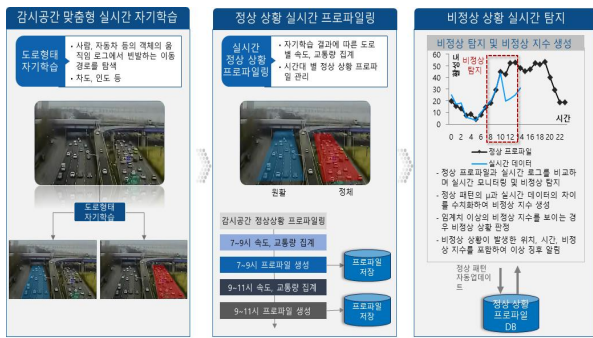 감시공간 맞춤형 실시간 자기학습
도로형태
자기학습
• 사람, 자동차 등의 객체의 움
직임 로그에서 빈발하는 이동
경로를 탐색
• 차도, 인도 등
도로형태
자기학습
정상 상황 실시간 프로파일링
실시간
정상 상황
프로파일링
• 자기학습 결과에 따른 도로
별 속도, 교통량 집계
• 시간대 별 정상 상황 프로파
일 관리
원활
정체
감시공간 정상상황 프로파일링
7~9시 속도, 교통량 집계
7~9시 프로파일 생성
프로파일
저장
9~11시 속도, 교통량 집계
9~11시 프로파일 생성
프로파일
저장
비정상 상황 실시간 탐지
비정상 탐지 및 비정상 지수 생성
활성도
비정상
탐지
60
50
40
30
20
10
0
0 2 4 6 8 10 12 14 16 18 20 22
시간
정상 프로파일
실시간 데이터
- 정상 프로파일과 실시간 로그를 비교하
며 실시간 모니터링 및 비정상 탐지
- 정상 패턴의 μ과 실시간 데이터의 차이
를 수치화하여 비정상 지수 생성
- 임계치 이상의 비정상 지수를 보이는 경
우 비정상 상황 판정
- 비정상 상황이 발생한 위치, 시간, 비정
상 지수를 포함하여 이상 징후 알림
정상 패턴
자동업데이
트
정상 상황
프로파일
DB